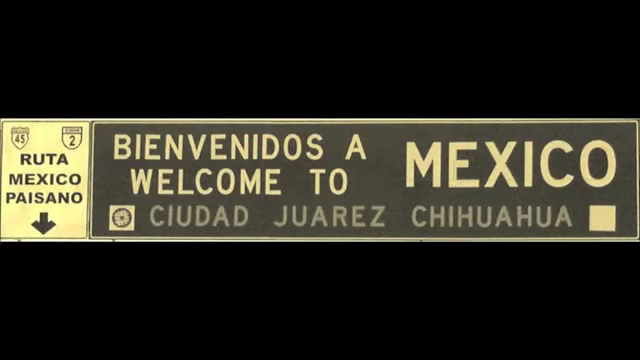 45
2
RUTA
MEXICO
PAISANO
BIENVENIDOS A
WELCOME TO
MEXICO
CIUDAD JUAREZ CHIHUAHUA